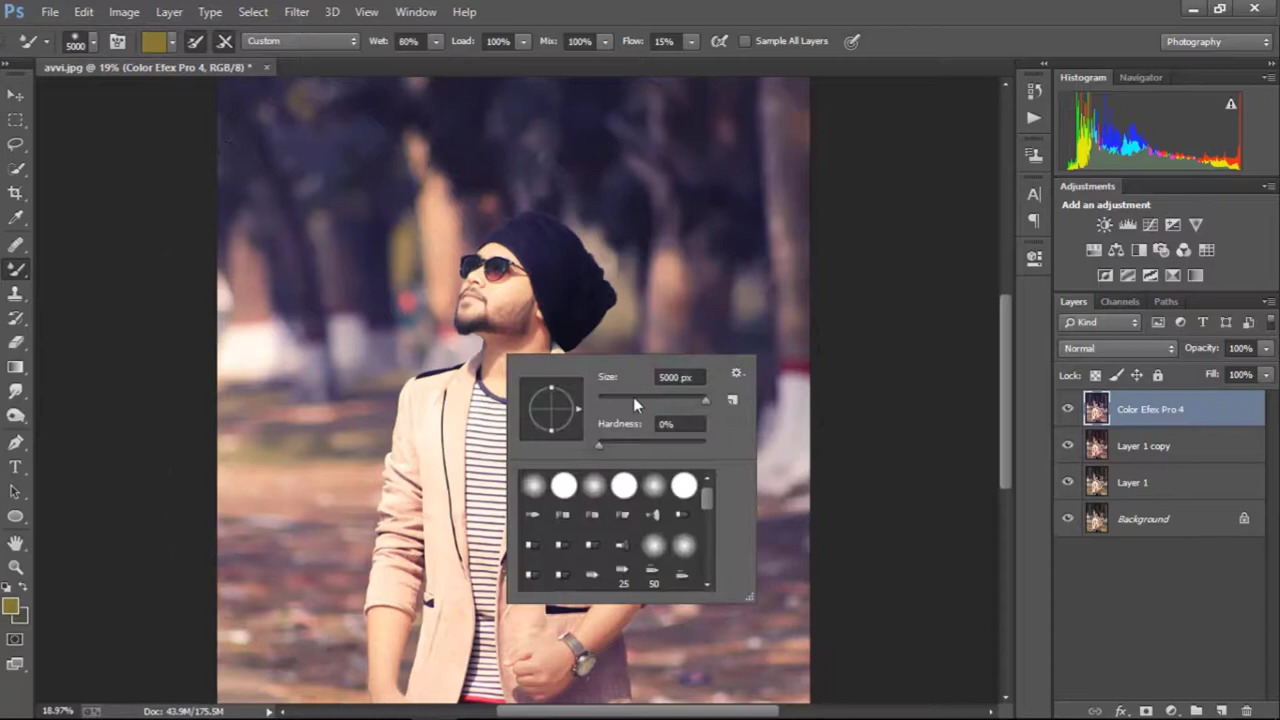 Ps File Edit Image Layer Type Select Filter 3D View Window Help
5000 Custom Wet: 80% Load: 100% Mix: 100% Flow: 15% Sample All Layers Photography
avvi.jpg @ 19% (Color Efex Pro 4, RGB/8) *
Histogram Navigator
Adjustments
Add an adjustment
Layers Channels Paths
Kind
Normal Opacity: 100%
Lock: Fill: 100%
Color Efex Pro 4
Layer 1 copy
Layer 1
Background
Size: 5000 px
Hardness: 0%
25 50
18.97% Doc: 43.9M/175.5M